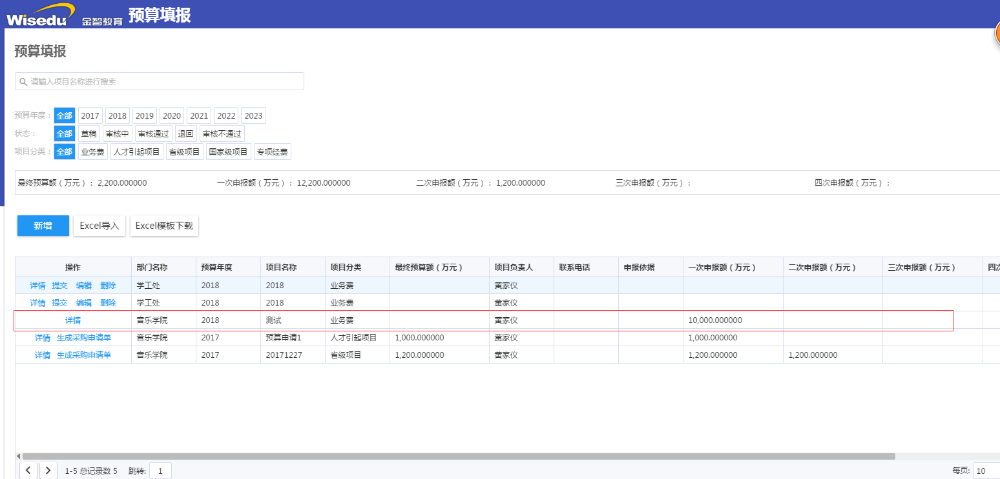 Wisedu 金智教育 预算填报
预算填报
请输入项目名称进行搜索
预算年度： 全部 2017 2018 2019 2020 2021 2022 2023
状态： 全部 草稿 审核中 审核通过 退回 审核不通过
项目分类： 全部 业务费 人才引起项目 省级项目 国家级项目 专项经费
最终预算额（万元）： 2,200.000000 一次申报额（万元）： 12,200.000000 二次申报额（万元）： 1,200.000000 三次申报额（万元）： 四次申报额（万元）：
新增 Excel导入 Excel模板下载
操作 部门名称 预算年度 项目名称 项目分类 最终预算额（万元） 项目负责人 联系电话 申报依据 一次申报额（万元） 二次申报额（万元） 三次申报额（万元） 四次
详情 提交 编辑 删除 学工处 2018 2018 业务费 黄家仪
详情 提交 编辑 删除 学工处 2018 2018 业务费 黄家仪
详情 音乐学院 2018 测试 业务费 黄家仪 10,000.000000
详情 生成采购申请单 音乐学院 2017 预算申请1 人才引起项目 1,000.000000 黄家仪 1,000.000000
详情 生成采购申请单 音乐学院 2017 20171227 省级项目 1,200.000000 黄家仪 1,200.000000 1,200.000000
1-5 总记录数 5 跳转: 1 每页: 10